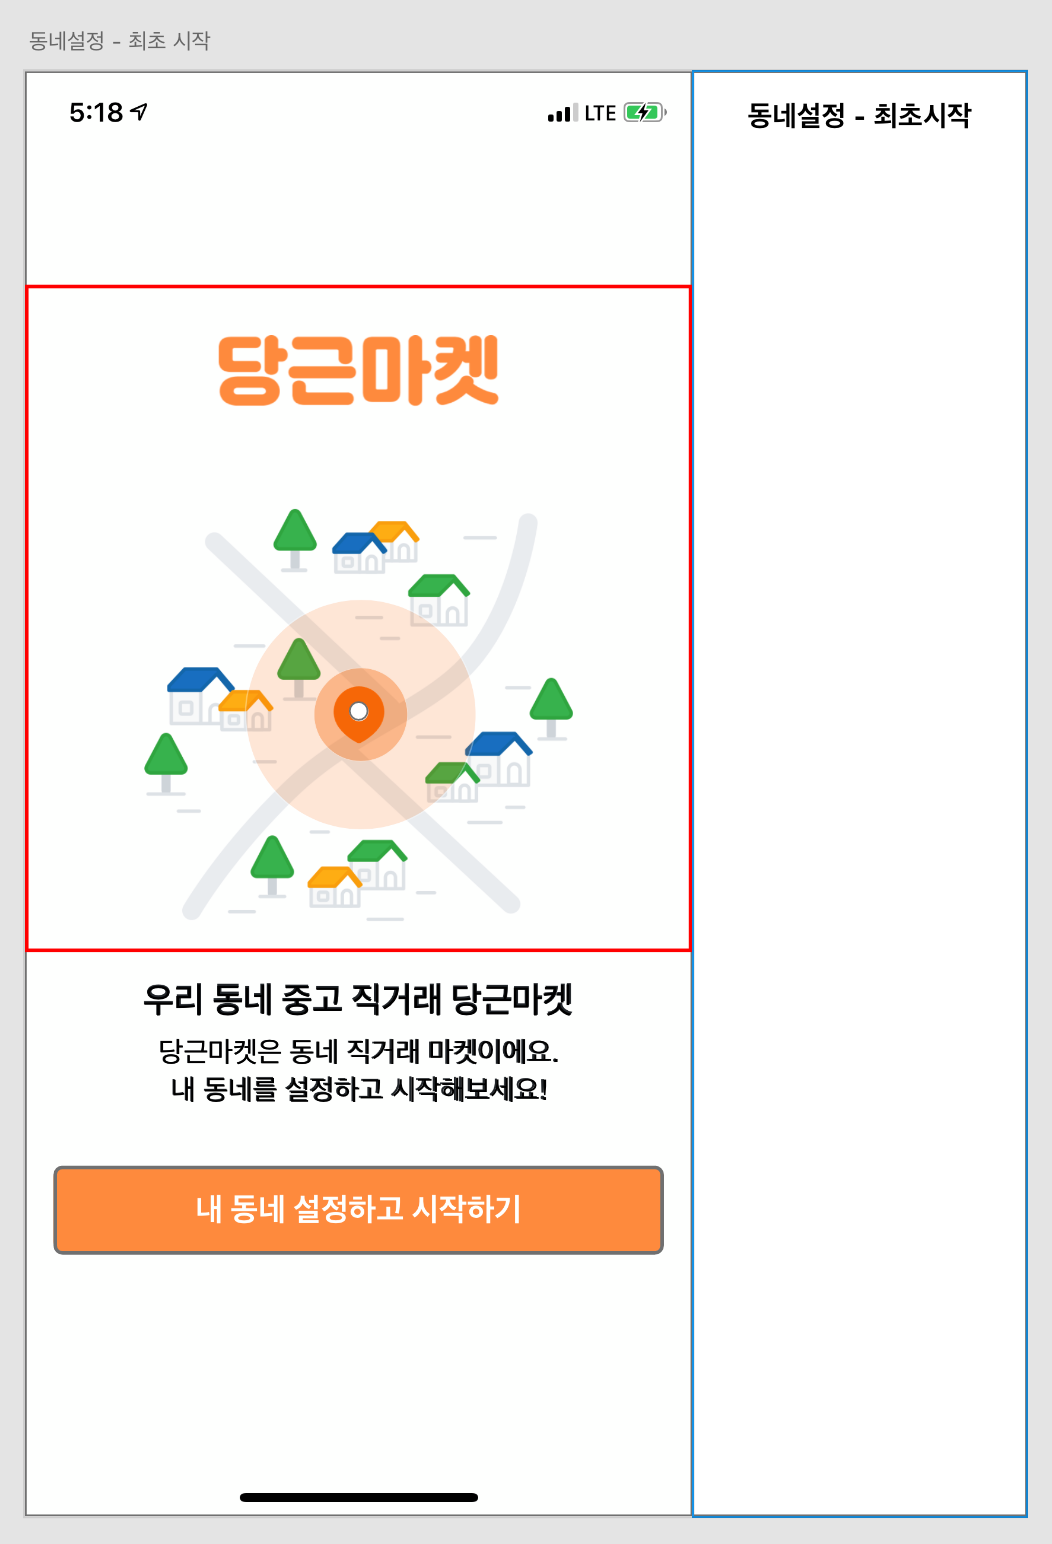 동네설정 - 최초 시작
5:18
LTE
동네설정 - 최초시작
당근마켓
우리 동네 중고 직거래 당근마켓
당근마켓은 동네 직거래 마켓이에요.
내 동네를 설정하고 시작해보세요!
내 동네 설정하고 시작하기